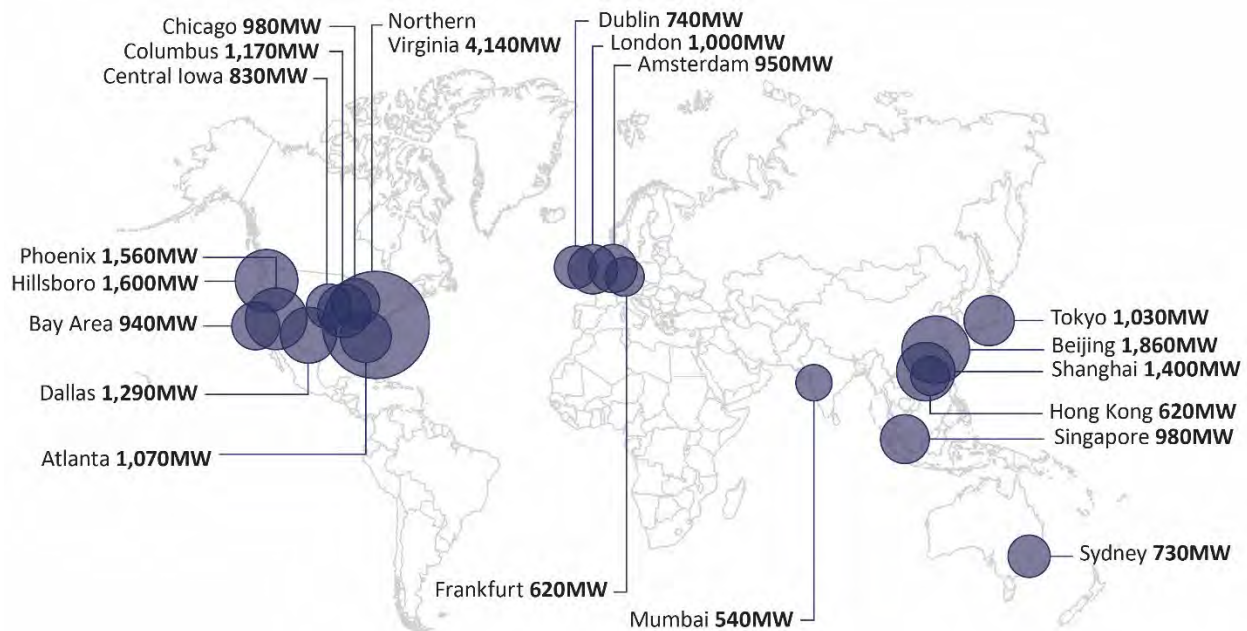 Chicago 980MW
Columbus 1,170MW
Central Iowa 830MW
Northern
Virginia 4,140MW
Dublin 740MW
London 1,000MW
Amsterdam 950MW
Phoenix 1,560MW
Hillsboro 1,600MW
Bay Area 940MW
Dallas 1,290MW
Atlanta 1,070MW
Tokyo 1,030MW
Beijing 1,860MW
Shanghai 1,400MW
Hong Kong 620MW
Singapore 980MW
Sydney 730MW
Frankfurt 620MW
Mumbai 540MW